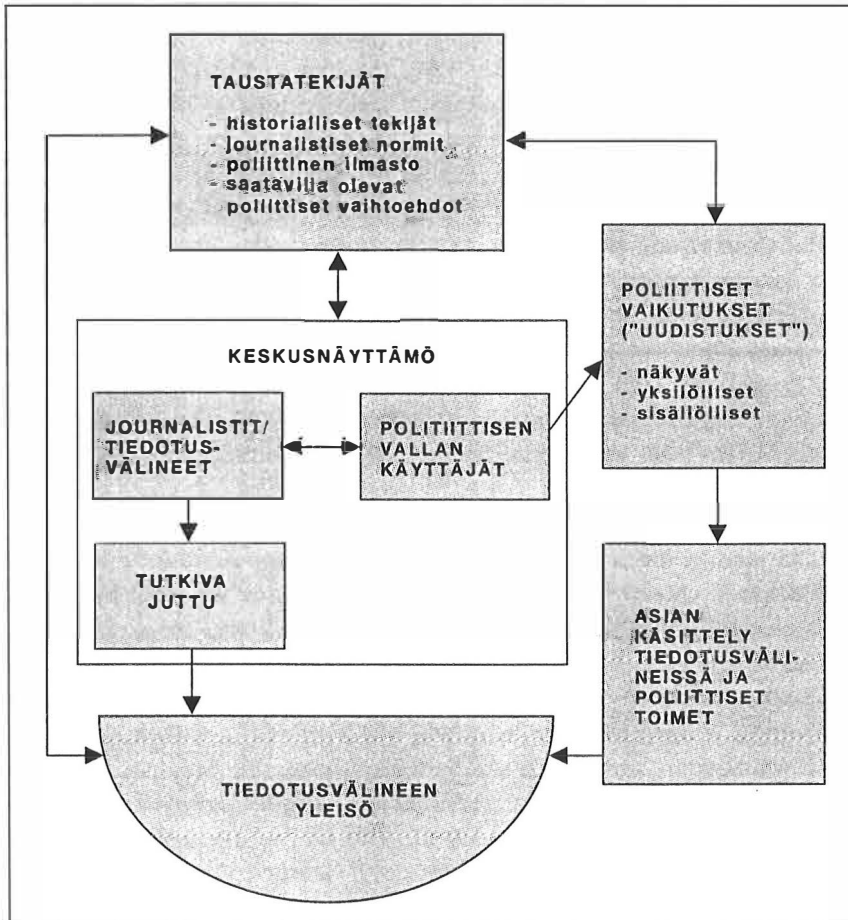 TAUSTATEKIJÄT
- historialliset tekijät
- journalistiset normit
- poliittinen ilmasto
- saatavilla olevat
poliittiset vaihtoehdot
POLIITTISET
VAIKUTUKSET
("UUDISTUKSET")
- näkyvät
- yksilölliset
- sisällölliset
KESKUSNÄYTTÄMÖ
JOURNALISTIT/
TIEDOTUS-
VÄLINEET
POLITIITTISEN
VALLAN
KÄYTTÄJÄT
TUTKIVA
JUTTU
ASIAN
KÄSITTELY
TIEDOTUSVÄLI-
NEISSÄ JA
POLIITTISET
TOIMET
TIEDOTUSVÄLINEEN
YLEISÖ